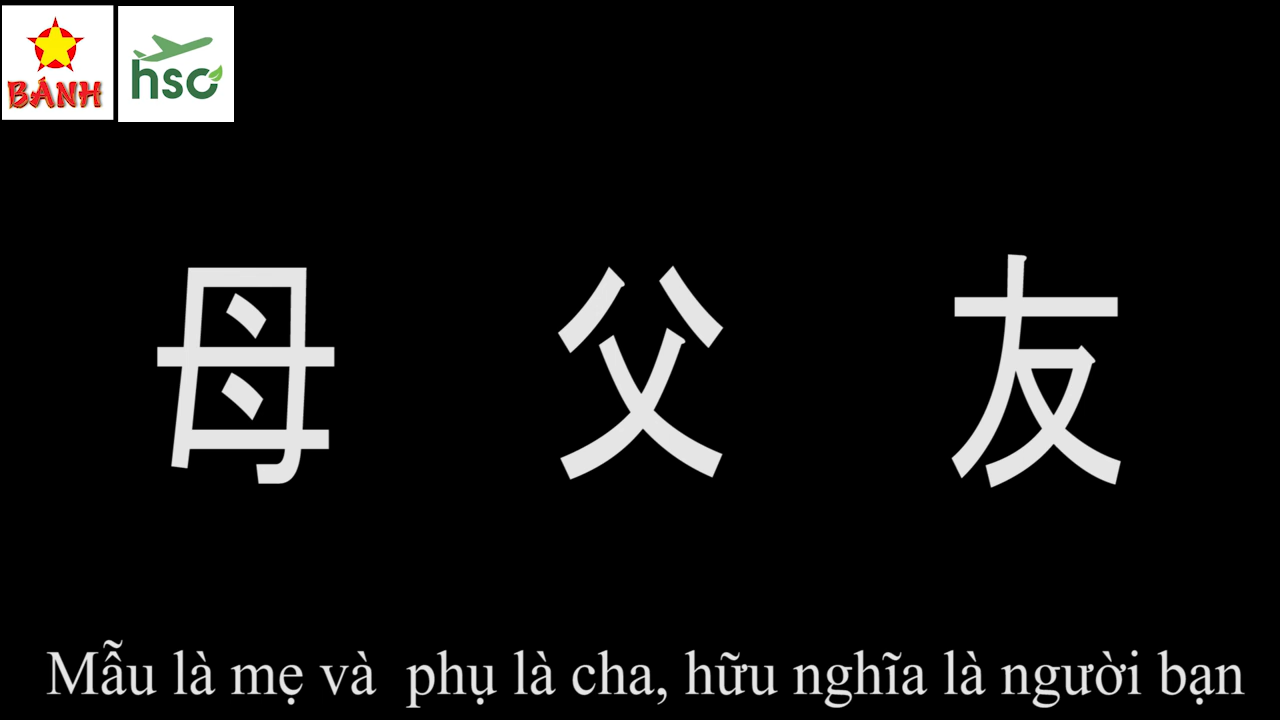 BÁNH
hsc
母 父 友
Mẫu là mẹ và phụ là cha, hữu nghĩa là người bạn